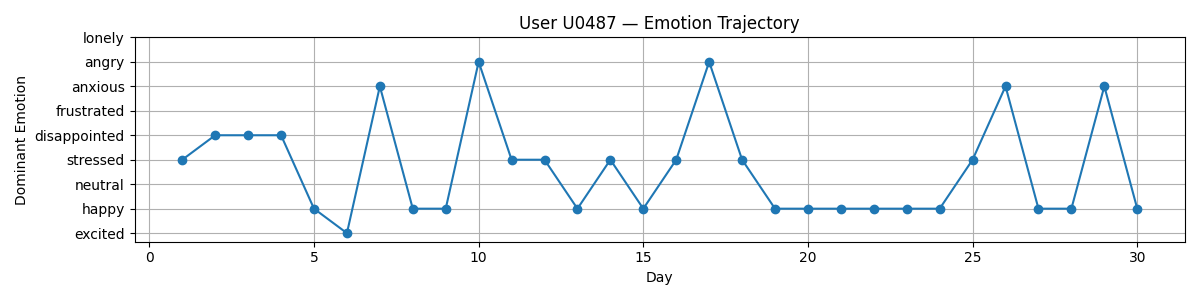 User U0487 — Emotion Trajectory
Dominant Emotion
lonely
angry
anxious
frustrated
disappointed
stressed
neutral
happy
excited
0 5 10 15 20 25 30
Day